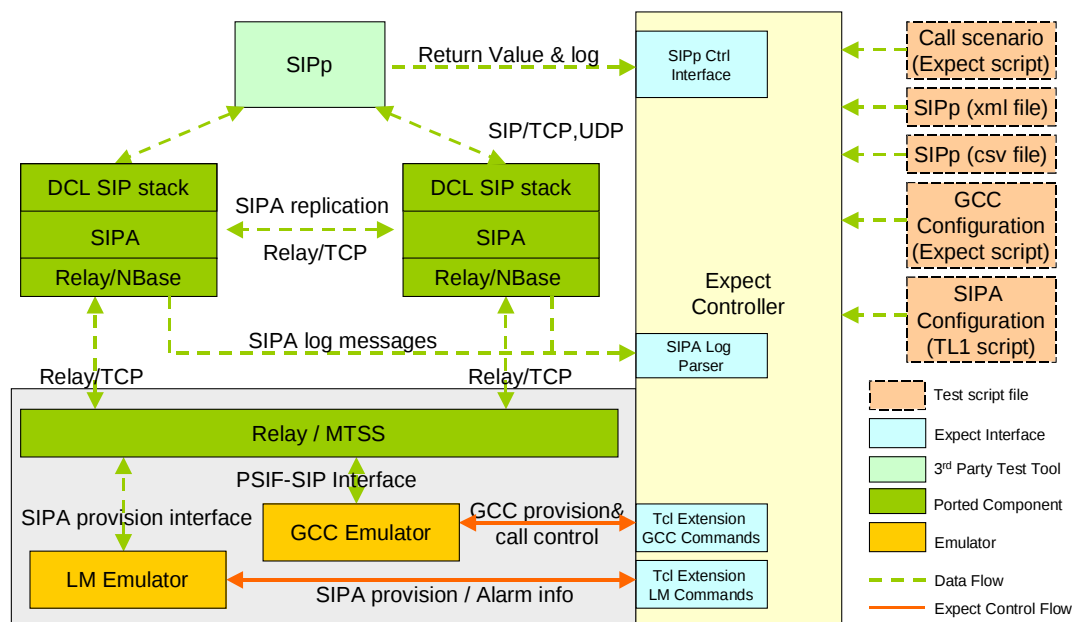 SIPp
Return Value & log
SIPp Ctrl
Interface
Call scenario
(Expect script)
SIPp (xml file)
SIPp (csv file)
SIP/TCP,UDP
DCL SIP stack
SIPA
Relay/NBase
SIPA replication
Relay/TCP
DCL SIP stack
SIPA
Relay/NBase
GCC
Configuration
(Expect script)
Expect
Controller
SIPA
Configuration
(TL1 script)
SIPA log messages
SIPA Log
Parser
Relay/TCP
Relay/TCP
Relay / MTSS
PSIF-SIP Interface
SIPA provision interface
GCC Emulator
GCC provision&
call control
Tcl Extension
GCC Commands
LM Emulator
SIPA provision / Alarm info
Tcl Extension
LM Commands
Test script file
Expect Interface
3rd Party Test Tool
Ported Component
Emulator
Data Flow
Expect Control Flow